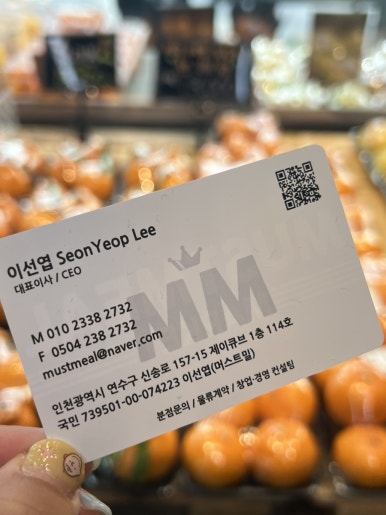 이선엽 SeonYeop Lee
대표이사 / CEO
MM
M 010 2338 2732
F 0504 238 2732
mustmeal@naver.com
인천광역시 연수구 신송로 157-15 제이큐브 1층 114호
국민 739501-00-074223 이선엽(머스트밀)
분점문의 / 물류계약 / 창업·경영 컨설팅